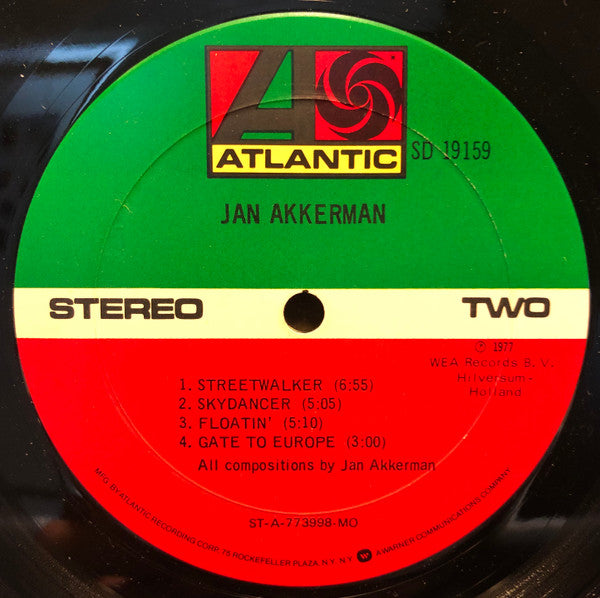 ATLANTIC
SD 19159
JAN AKKERMAN
STEREO TWO
℗ 1977
WEA Records B. V.
Hilversum-
Holland
1. STREETWALKER (6:55)
2. SKYDANCER (5:05)
3. FLOATIN' (5:10)
4. GATE TO EUROPE (3:00)
All compositions by Jan Akkerman
ST-A-773998-MO
MFG. BY ATLANTIC RECORDING CORP. 75 ROCKEFELLER PLAZA, N.Y. N.Y. A WARNER COMMUNICATIONS COMPANY